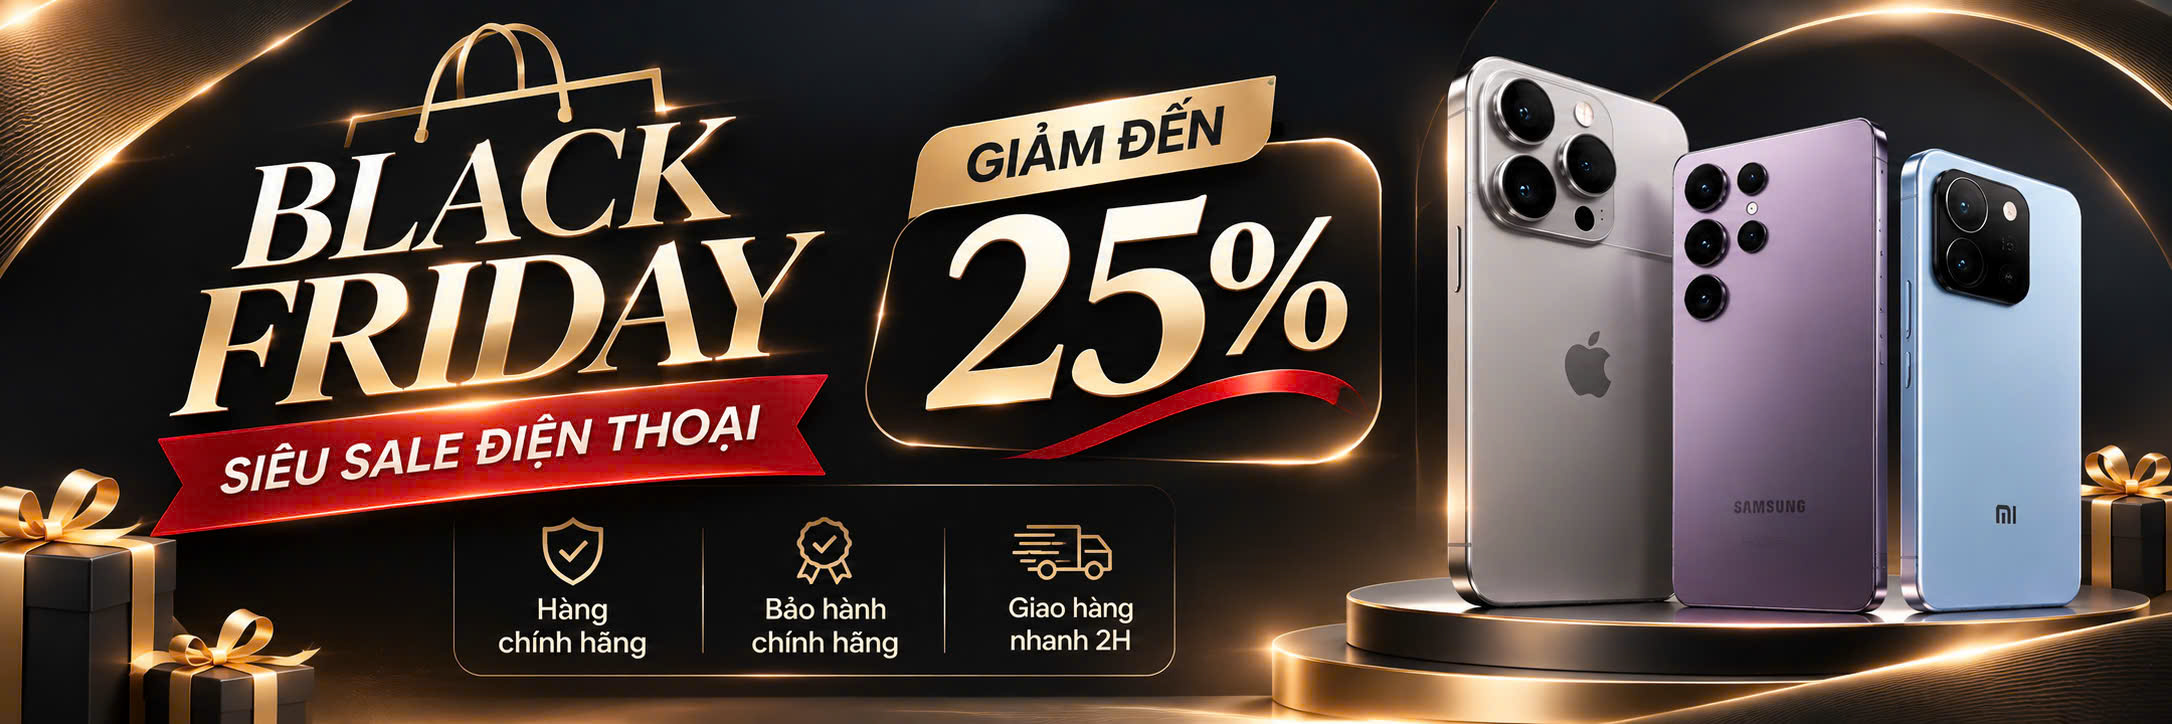 BLACK
FRIDAY
SIÊU SALE ĐIỆN THOẠI
GIẢM ĐẾN
25%
Hàng
chính hãng
Bảo hành
chính hãng
Giao hàng
nhanh 2H
SAMSUNG
mi